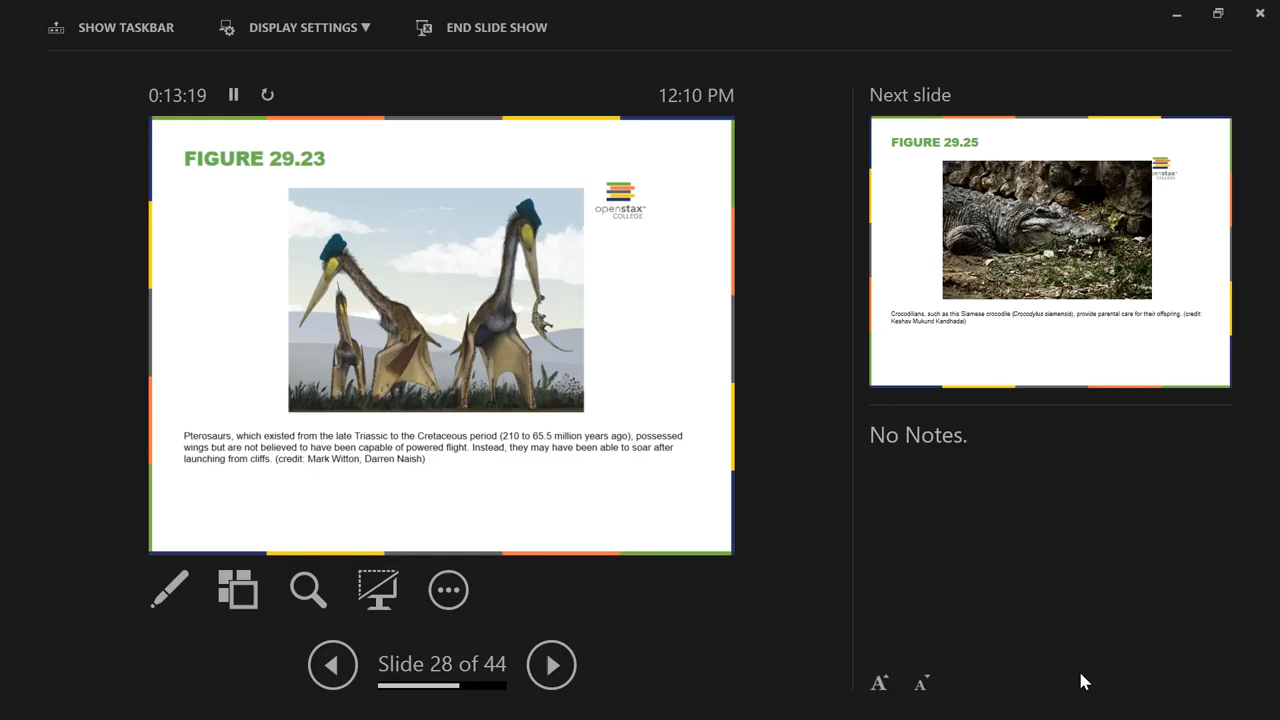 SHOW TASKBAR
DISPLAY SETTINGS ▼
END SLIDE SHOW
0:13:19
12:10 PM
FIGURE 29.23
openstax™
COLLEGE
Pterosaurs, which existed from the late Triassic to the Cretaceous period (210 to 65.5 million years ago), possessed
wings but are not believed to have been capable of powered flight. Instead, they may have been able to soar after
launching from cliffs. (credit: Mark Witton, Darren Naish)
Slide 28 of 44
Next slide
FIGURE 29.25
Crocodilians, such as this Siamese crocodile (Crocodylus siamensis), provide parental care for their offspring. (credit:
Keshav Mukund Kandhadai)
No Notes.
A A